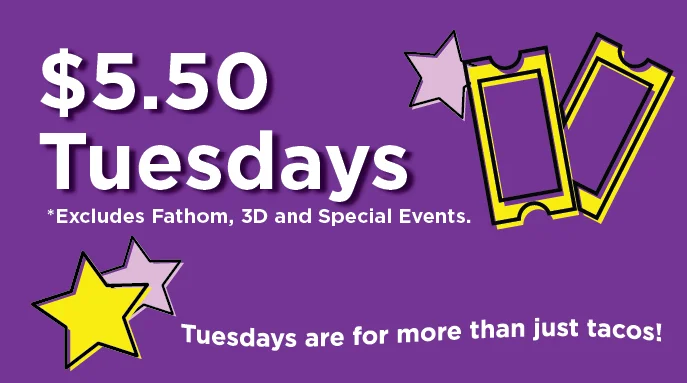 $5.50
Tuesdays
*Excludes Fathom, 3D and Special Events.
Tuesdays are for more than just tacos!